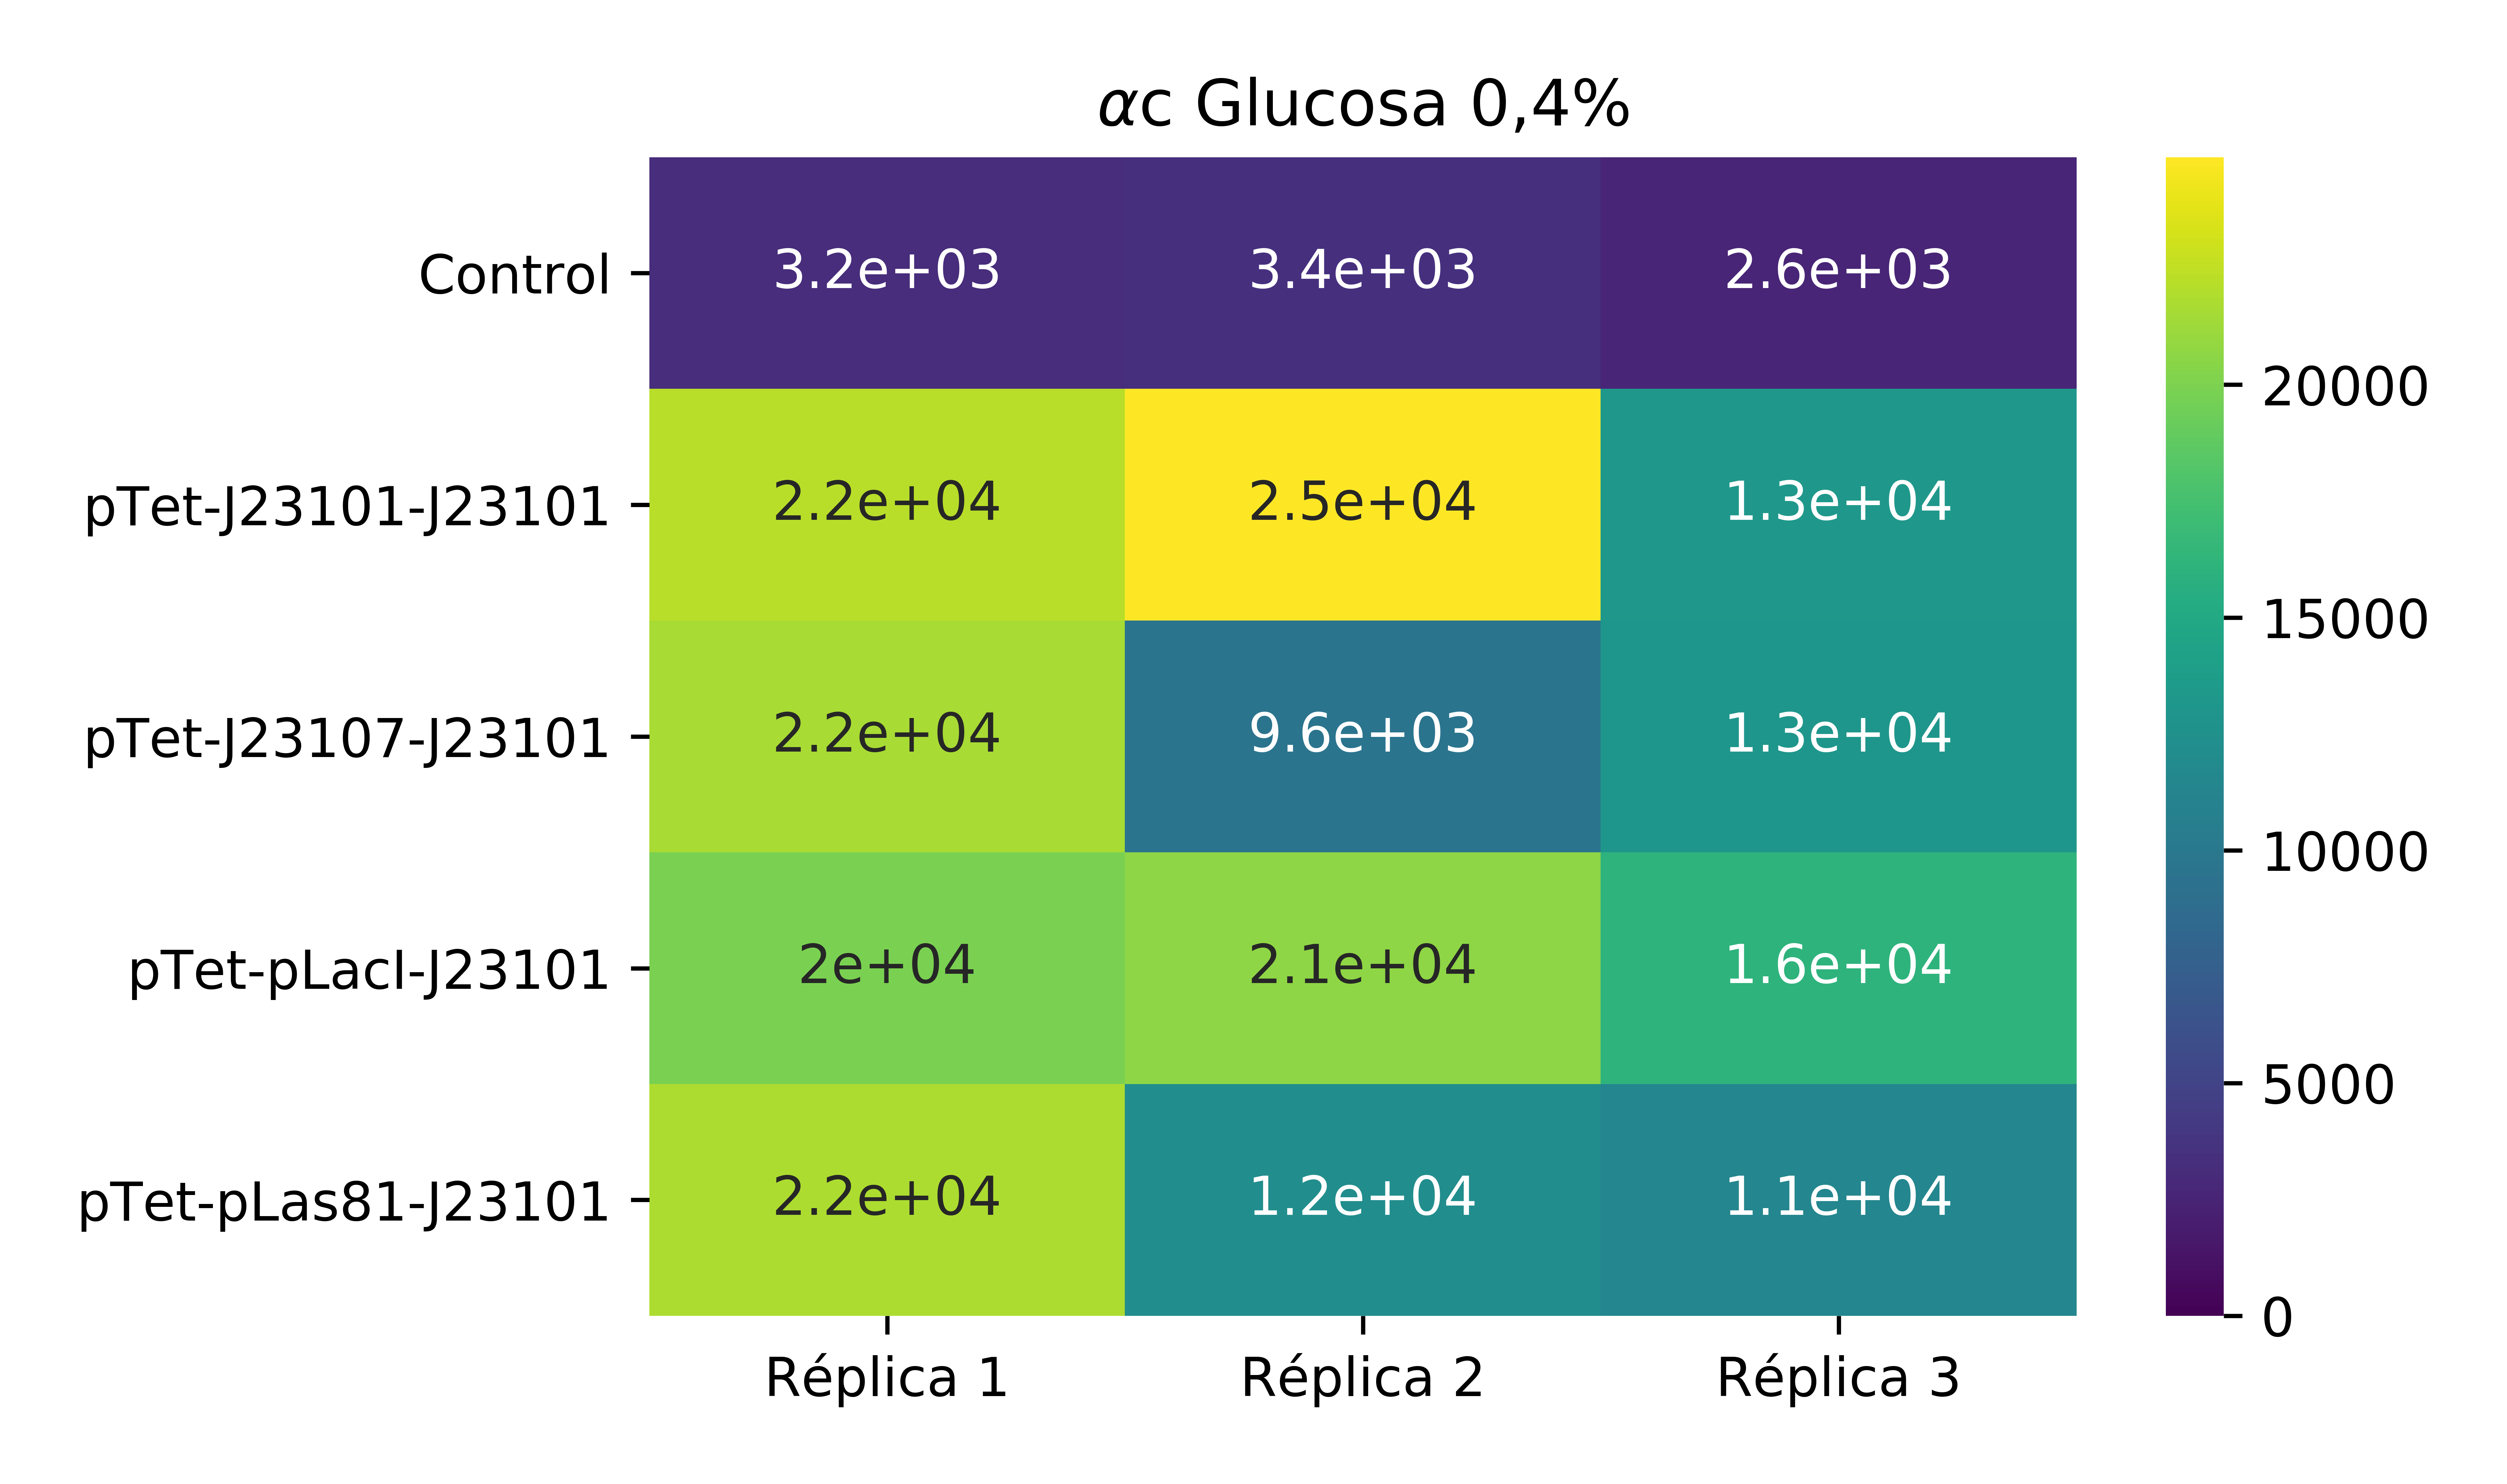 αc Glucosa 0,4%
Control 3.2e+03 3.4e+03 2.6e+03
pTet-J23101-J23101 2.2e+04 2.5e+04 1.3e+04
pTet-J23107-J23101 2.2e+04 9.6e+03 1.3e+04
pTet-pLacI-J23101 2e+04 2.1e+04 1.6e+04
pTet-pLas81-J23101 2.2e+04 1.2e+04 1.1e+04
Réplica 1 Réplica 2 Réplica 3
20000
15000
10000
5000
0